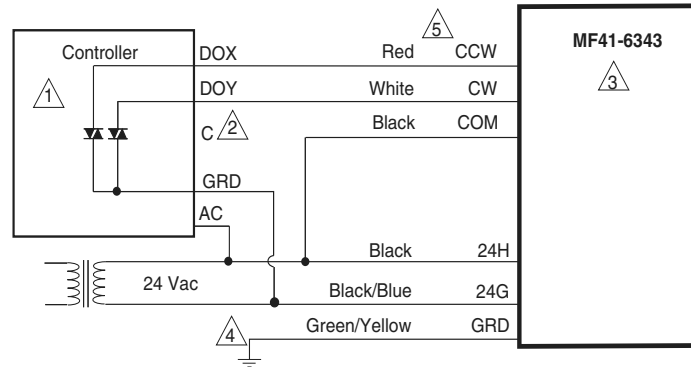 5
Controller DOX Red CCW MF41-6343
1 3
DOY White CW
C 2 Black COM
GRD
AC
Black 24H
24 Vac
Black/Blue 24G
4 Green/Yellow GRD